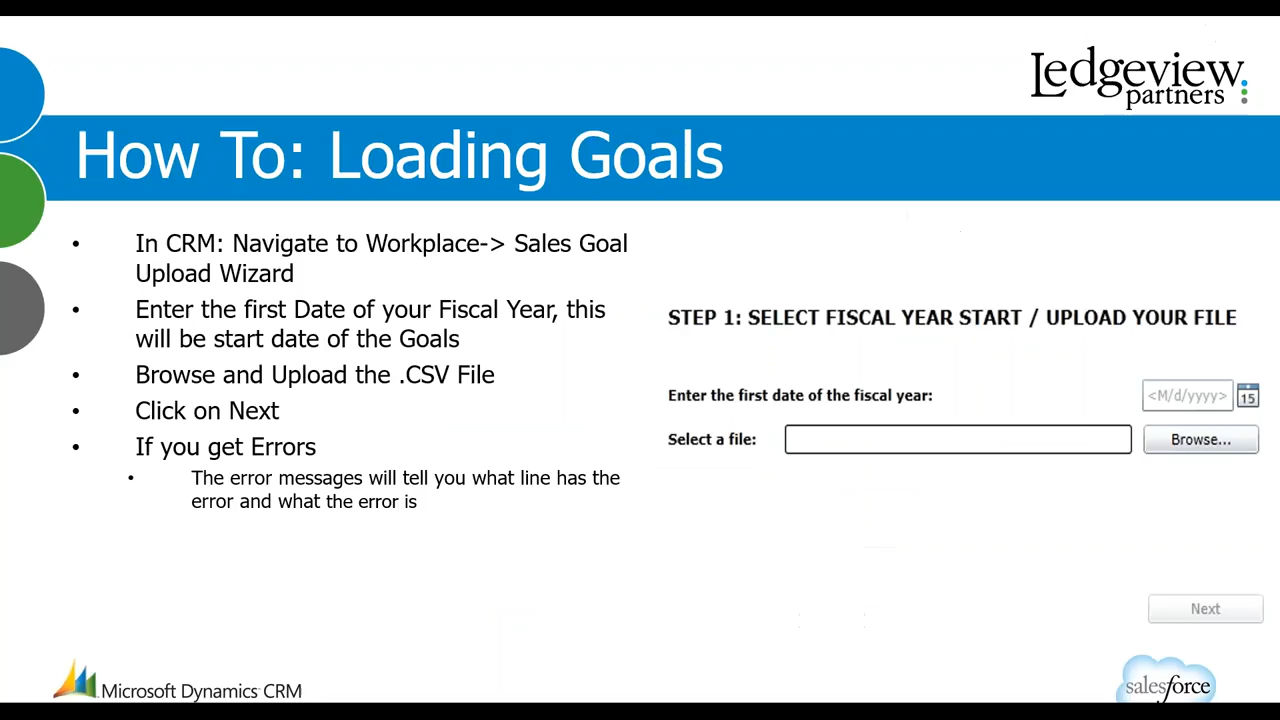 Ledgeview
partners
How To: Loading Goals
• In CRM: Navigate to Workplace-> Sales Goal
Upload Wizard
• Enter the first Date of your Fiscal Year, this
will be start date of the Goals
• Browse and Upload the .CSV File
• Click on Next
• If you get Errors
• The error messages will tell you what line has the
error and what the error is
STEP 1: SELECT FISCAL YEAR START / UPLOAD YOUR FILE
Enter the first date of the fiscal year: <M/d/yyyy> 15
Select a file: Browse...
Next
Microsoft Dynamics CRM
salesforce